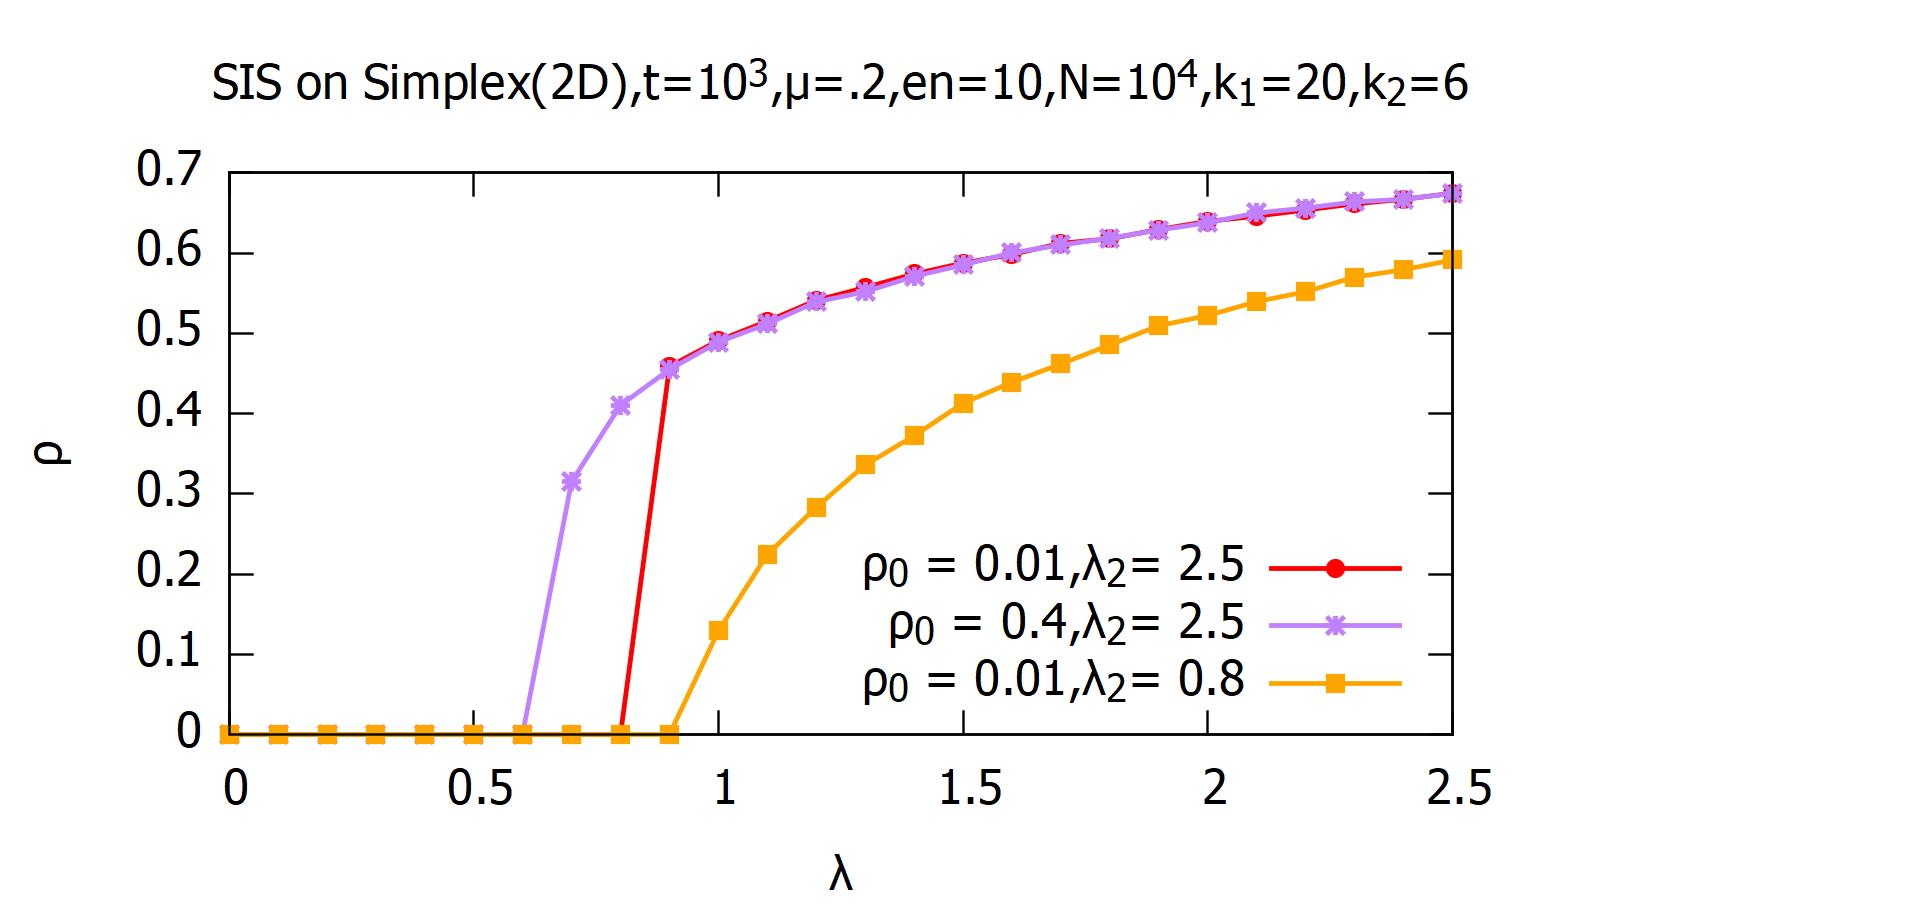 SIS on Simplex(2D),t=10³,μ=.2,en=10,N=10⁴,k₁=20,k₂=6
0.7
0.6
0.5
0.4
0.3
0.2
0.1
0
ρ
ρ₀ = 0.01,λ₂= 2.5
ρ₀ = 0.4,λ₂= 2.5
ρ₀ = 0.01,λ₂= 0.8
0 0.5 1 1.5 2 2.5
λ